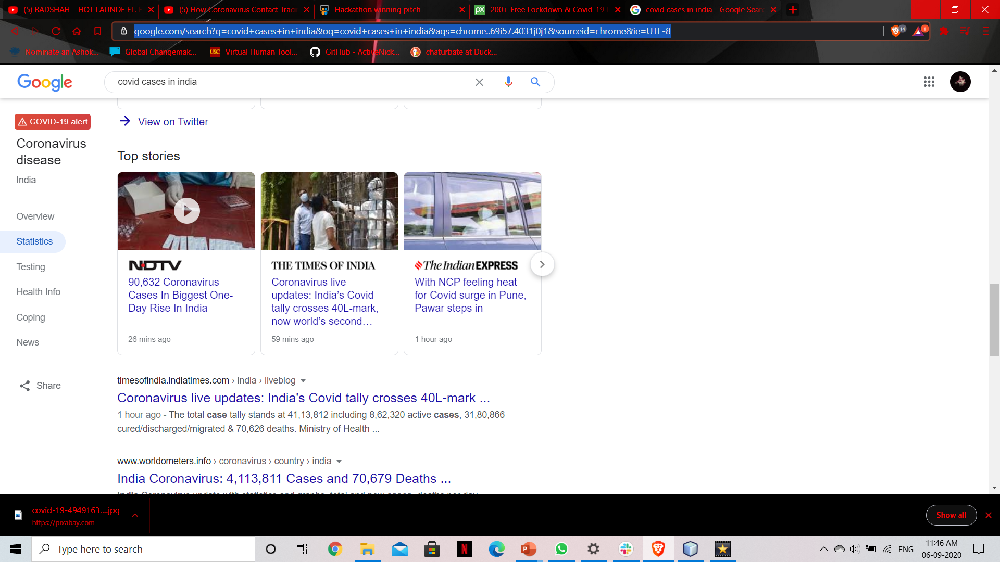 (5) BADSHAH – HOT LAUNDE FT. F
(5) How Coronavirus Contact Traci
Hackathon winning pitch
200+ Free Lockdown & Covid-19 I
covid cases in india - Google Sear
google.com/search?q=covid+cases+in+india&oq=covid+cases+in+india&aqs=chrome..69i57.4031j0j1&sourceid=chrome&ie=UTF-8
14
1
Nominate an Ashok...
Global Changemak...
USC Virtual Human Tool...
GitHub - ActiveNick...
chaturbate at Duck...
Google
covid cases in india
COVID-19 alert
Coronavirus
disease
India
Overview
Statistics
Testing
Health Info
Coping
News
Share
View on Twitter
Top stories
NDTV
90,632 Coronavirus
Cases In Biggest One-
Day Rise In India
26 mins ago
THE TIMES OF INDIA
Coronavirus live
updates: India’s Covid
tally crosses 40L-mark,
now world’s second…
59 mins ago
The Indian EXPRESS
With NCP feeling heat
for Covid surge in Pune,
Pawar steps in
1 hour ago
timesofindia.indiatimes.com › india › liveblog
Coronavirus live updates: India's Covid tally crosses 40L-mark ...
1 hour ago - The total case tally stands at 41,13,812 including 8,62,320 active cases, 31,80,866
cured/discharged/migrated & 70,626 deaths. Ministry of Health ...
www.worldometers.info › coronavirus › country › india
India Coronavirus: 4,113,811 Cases and 70,679 Deaths ...
covid-19-4949163....jpg
https://pixabay.com
Show all
Type here to search
ENG
11:46 AM
06-09-2020